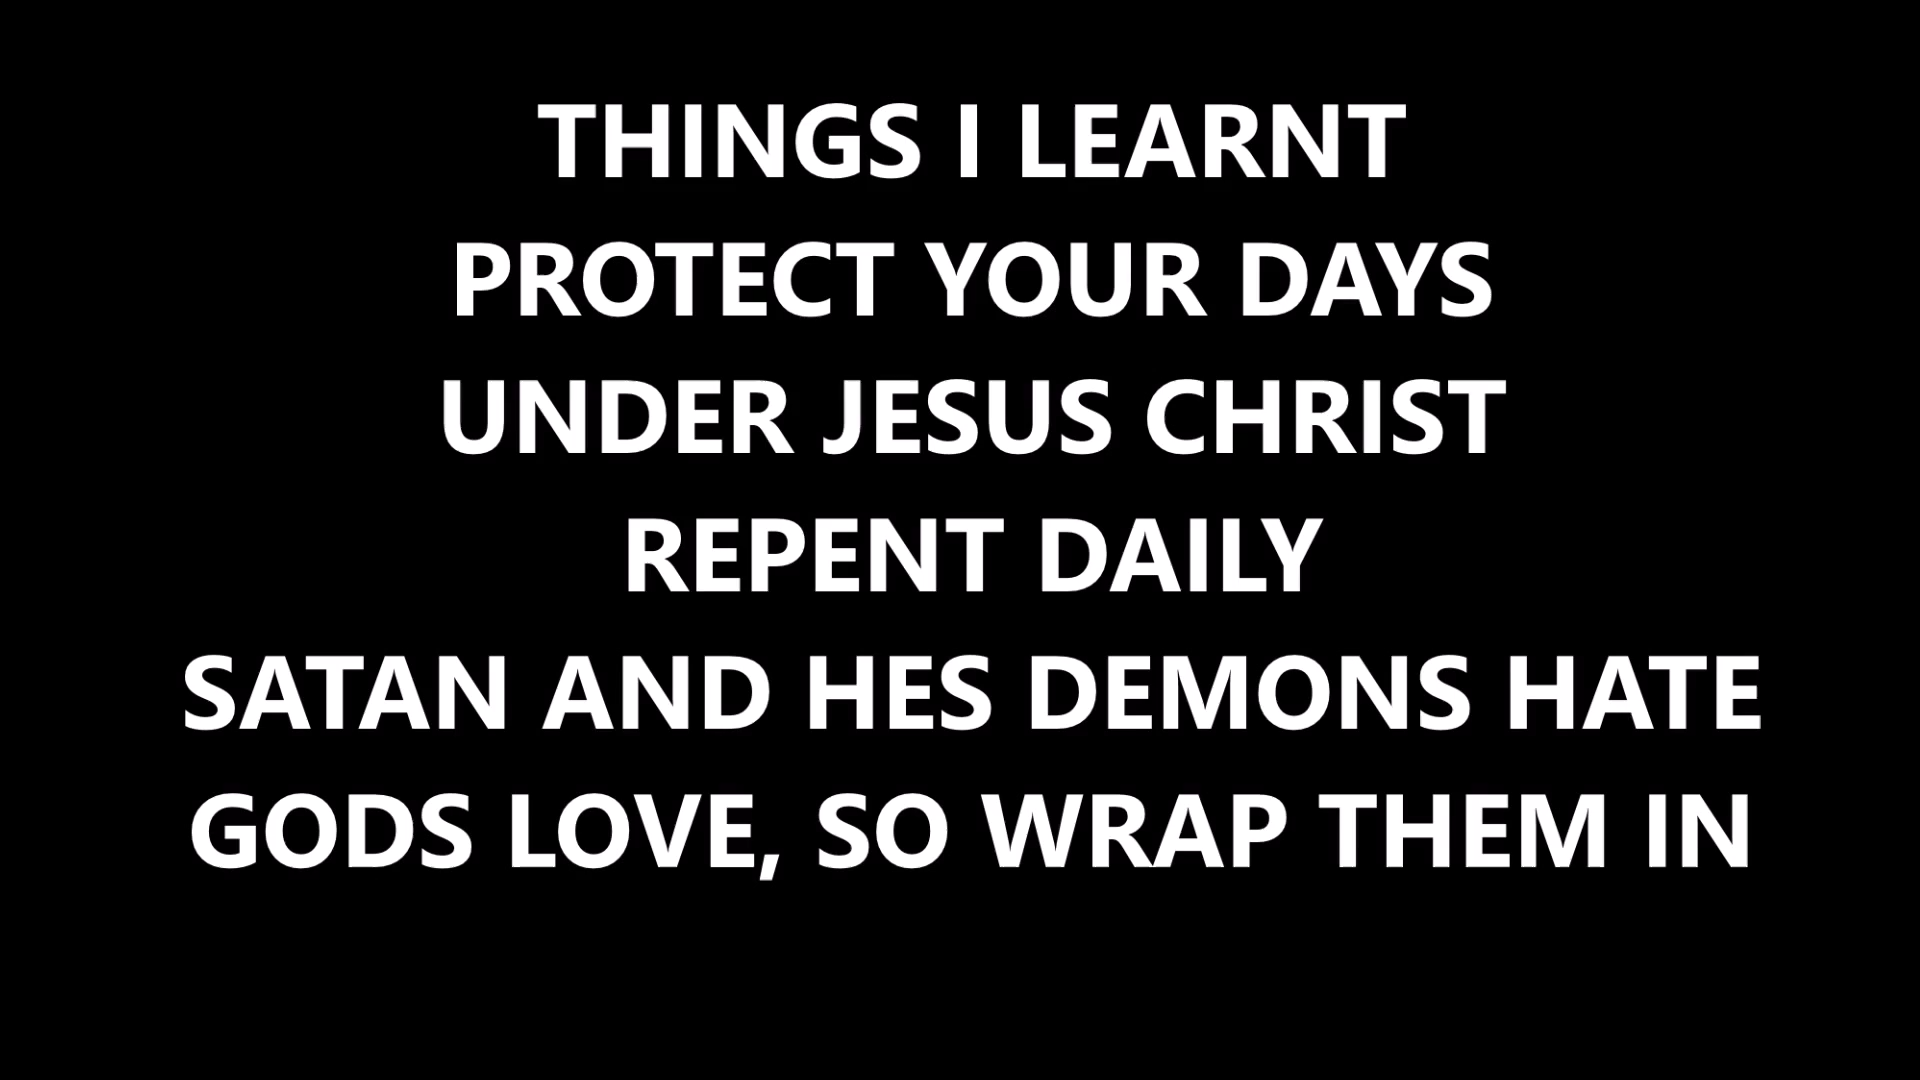 THINGS I LEARNT
PROTECT YOUR DAYS
UNDER JESUS CHRIST
REPENT DAILY
SATAN AND HES DEMONS HATE
GODS LOVE, SO WRAP THEM IN